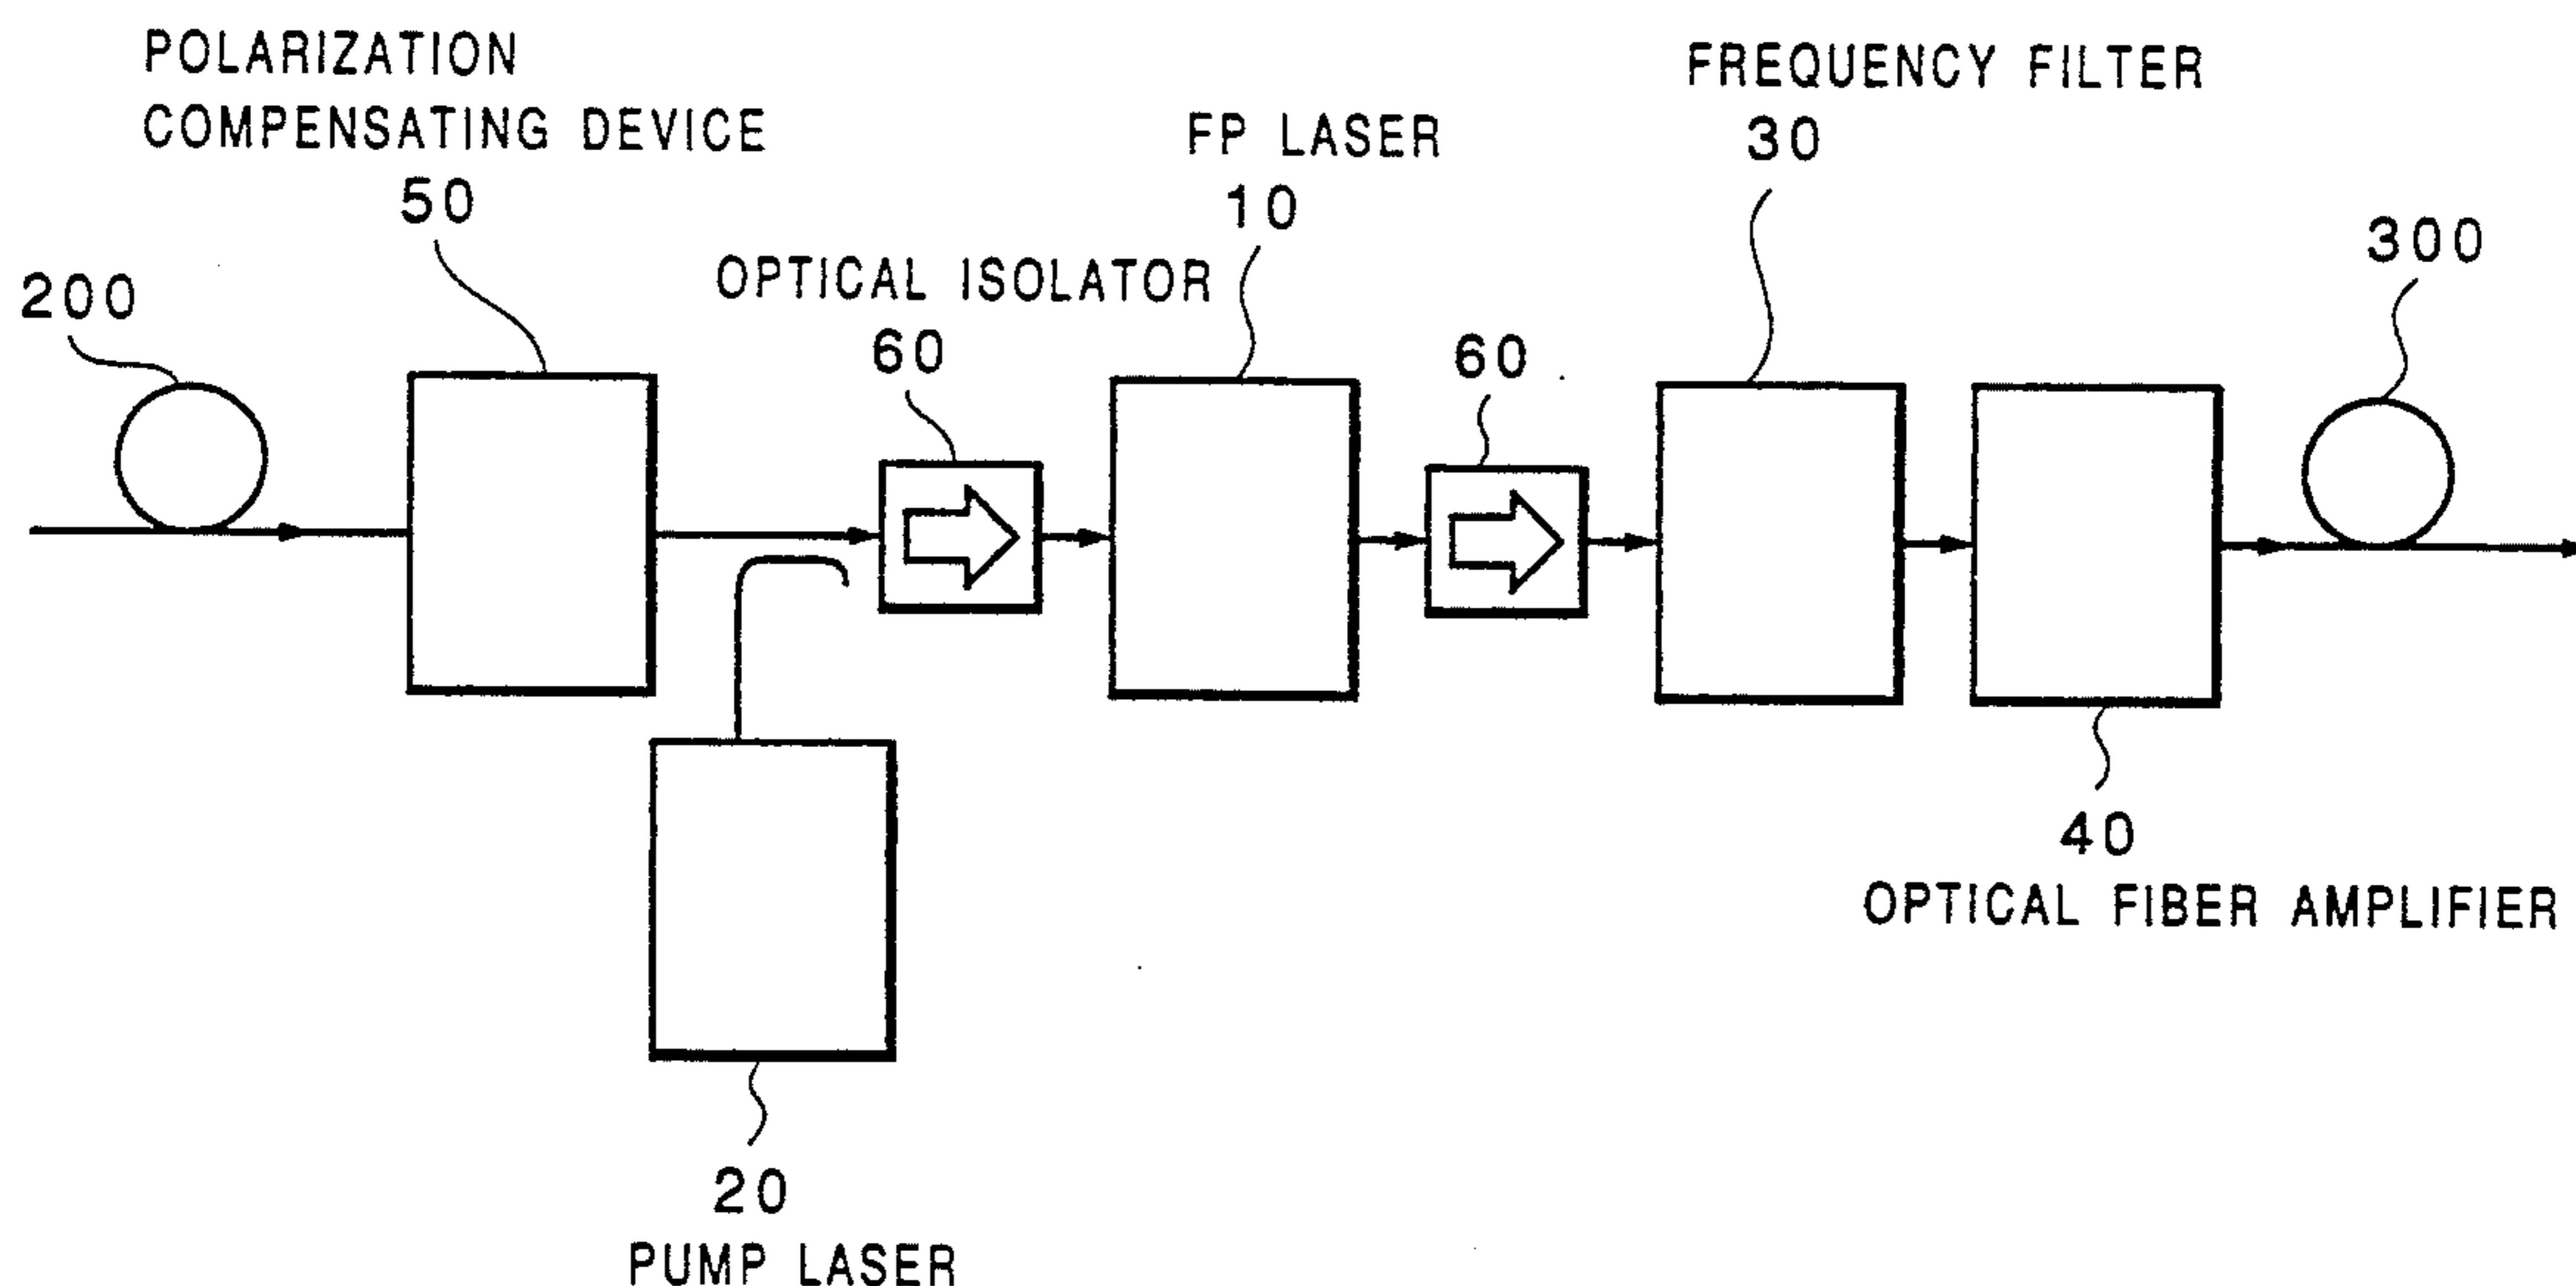 POLARIZATION
COMPENSATING DEVICE
50
200
OPTICAL ISOLATOR
60
FP LASER
10
60
FREQUENCY FILTER
30
300
40
OPTICAL FIBER AMPLIFIER
20
PUMP LASER